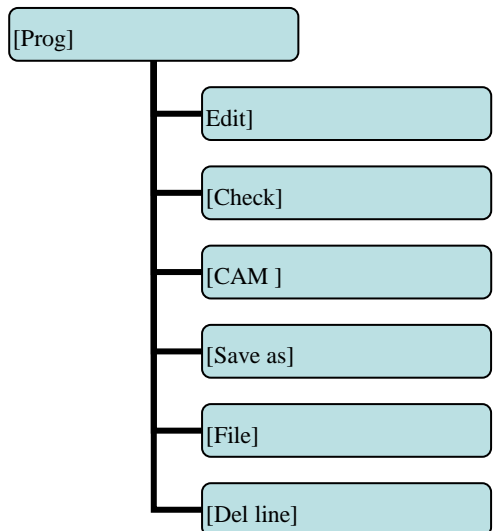 [Prog]
Edit]
[Check]
[CAM ]
[Save as]
[File]
[Del line]